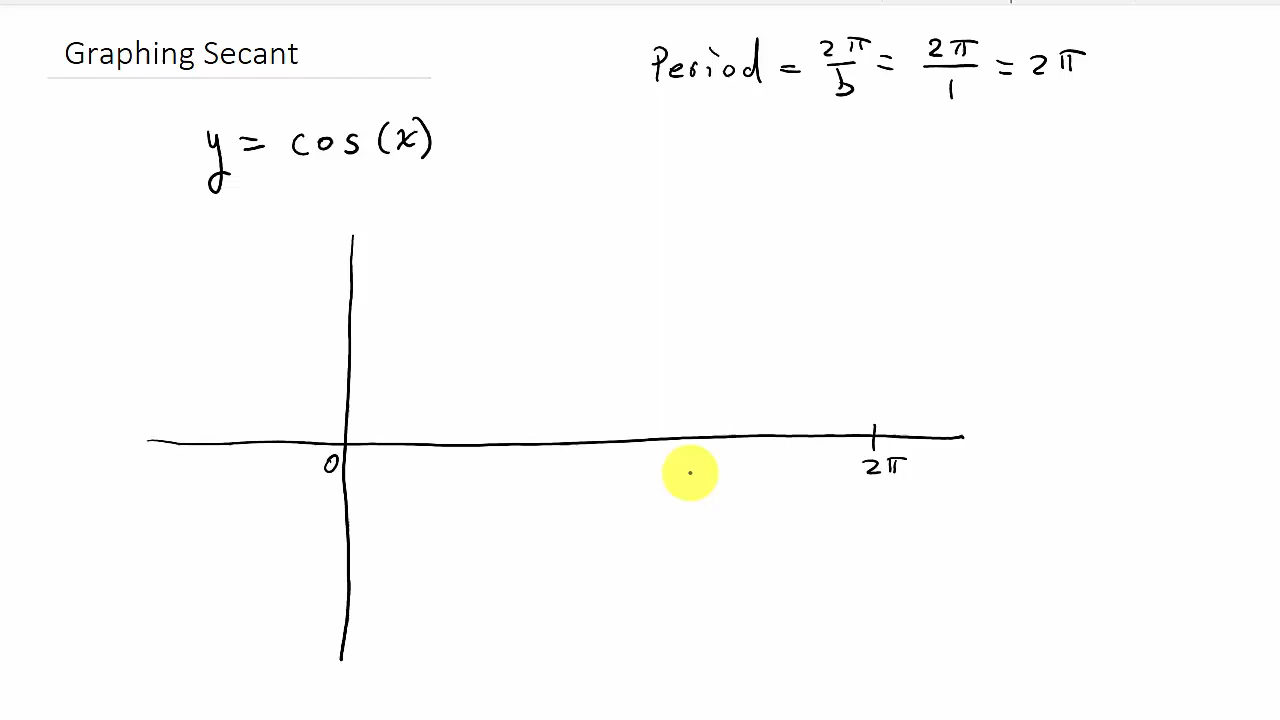 Graphing Secant
Period = 2π/b = 2π/1 = 2π
y = cos(x)
0
2π